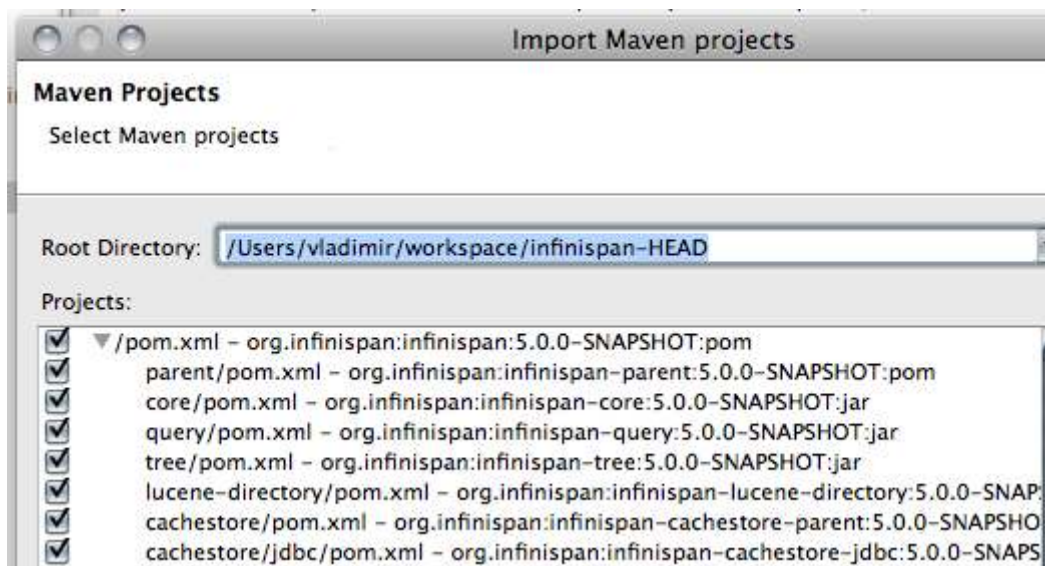 Import Maven projects
Maven Projects
Select Maven projects
Root Directory: /Users/vladimir/workspace/infinispan-HEAD
Projects:
/pom.xml – org.infinispan:infinispan:5.0.0-SNAPSHOT:pom
parent/pom.xml – org.infinispan:infinispan-parent:5.0.0-SNAPSHOT:pom
core/pom.xml – org.infinispan:infinispan-core:5.0.0-SNAPSHOT:jar
query/pom.xml – org.infinispan:infinispan-query:5.0.0-SNAPSHOT:jar
tree/pom.xml – org.infinispan:infinispan-tree:5.0.0-SNAPSHOT:jar
lucene-directory/pom.xml – org.infinispan:infinispan-lucene-directory:5.0.0-SNAP
cachestore/pom.xml – org.infinispan:infinispan-cachestore-parent:5.0.0-SNAPSHO
cachestore/jdbc/pom.xml – org.infinispan:infinispan-cachestore-jdbc:5.0.0-SNAPS